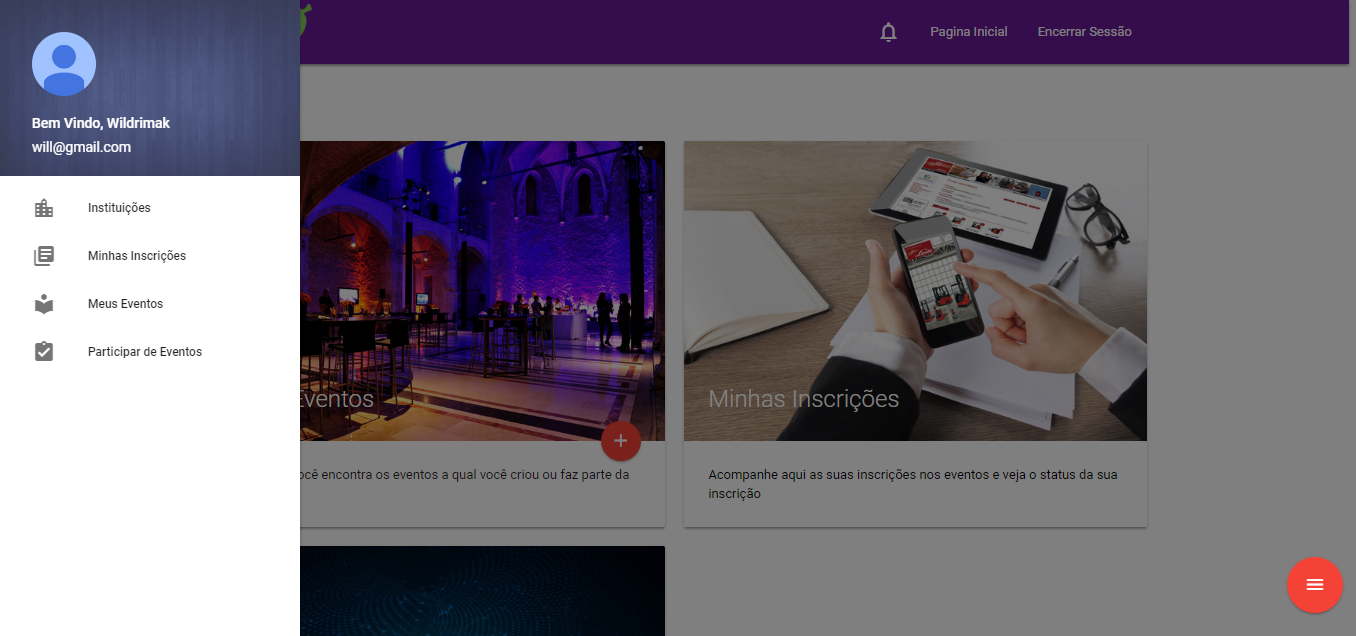 Pagina Inicial
Encerrar Sessão
Bem Vindo, Wildrimak
will@gmail.com
Instituições
Minhas Inscrições
Meus Eventos
Participar de Eventos
Eventos
encontra os eventos a qual você criou ou faz parte da
Minhas Inscrições
Acompanhe aqui as suas inscrições nos eventos e veja o status da sua
inscrição